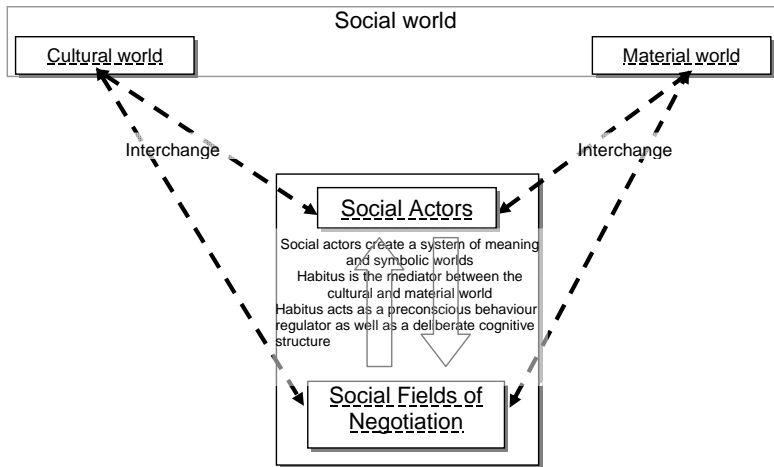 Social world
Cultural world
Material world
Interchange
Interchange
Social Actors
Social actors create a system of meaning
and symbolic worlds
Habitus is the mediator between the
cultural and material world
Habitus acts as a preconscious behaviour
regulator as well as a deliberate cognitive
structure
Social Fields of
Negotiation